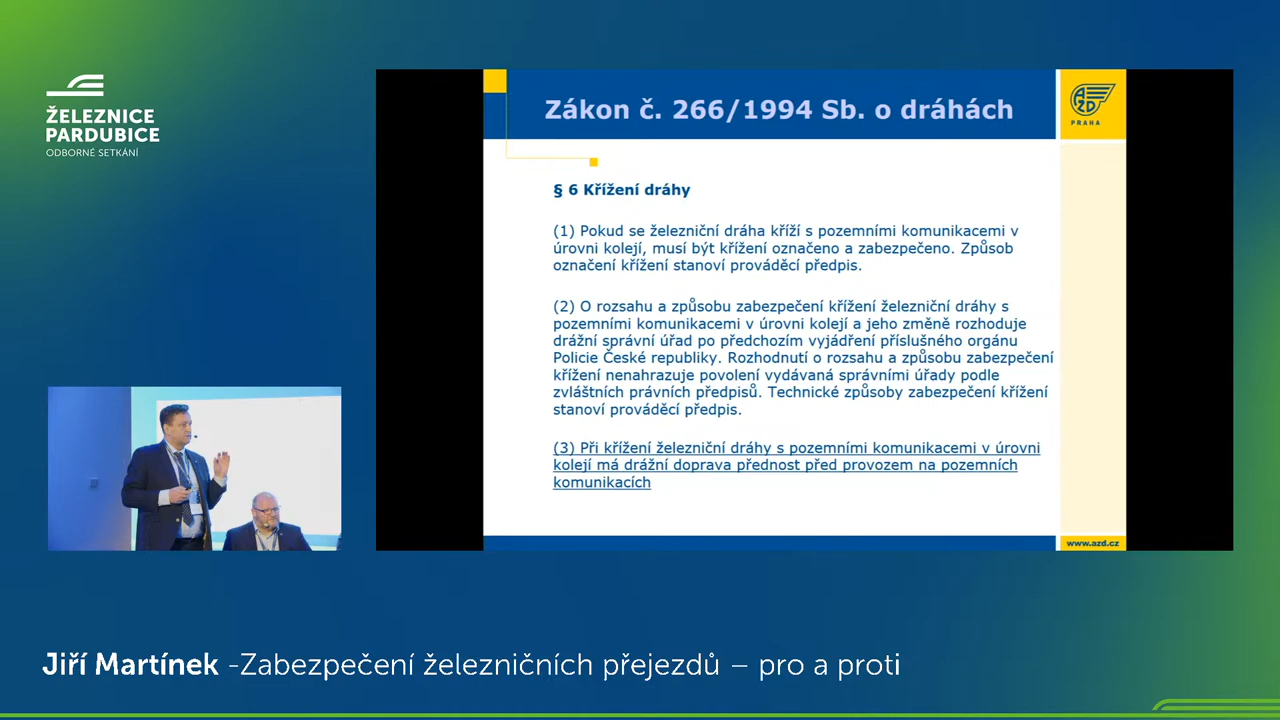 ŽELEZNICE
PARDUBICE
ODBORNÉ SETKÁNÍ
Zákon č. 266/1994 Sb. o dráhách
AŽD
PRAHA
§ 6 Křížení dráhy
(1) Pokud se železniční dráha kříží s pozemními komunikacemi v
úrovni kolejí, musí být křížení označeno a zabezpečeno. Způsob
označení křížení stanoví prováděcí předpis.
(2) O rozsahu a způsobu zabezpečení křížení železniční dráhy s
pozemními komunikacemi v úrovni kolejí a jeho změně rozhoduje
drážní správní úřad po předchozím vyjádření příslušného orgánu
Policie České republiky. Rozhodnutí o rozsahu a způsobu zabezpečení
křížení nenahrazuje povolení vydávaná správními úřady podle
zvláštních právních předpisů. Technické způsoby zabezpečení křížení
stanoví prováděcí předpis.
(3) Při křížení železniční dráhy s pozemními komunikacemi v úrovni
kolejí má drážní doprava přednost před provozem na pozemních
komunikacích
www.azd.cz
Jiří Martínek -Zabezpečení železničních přejezdů – pro a proti